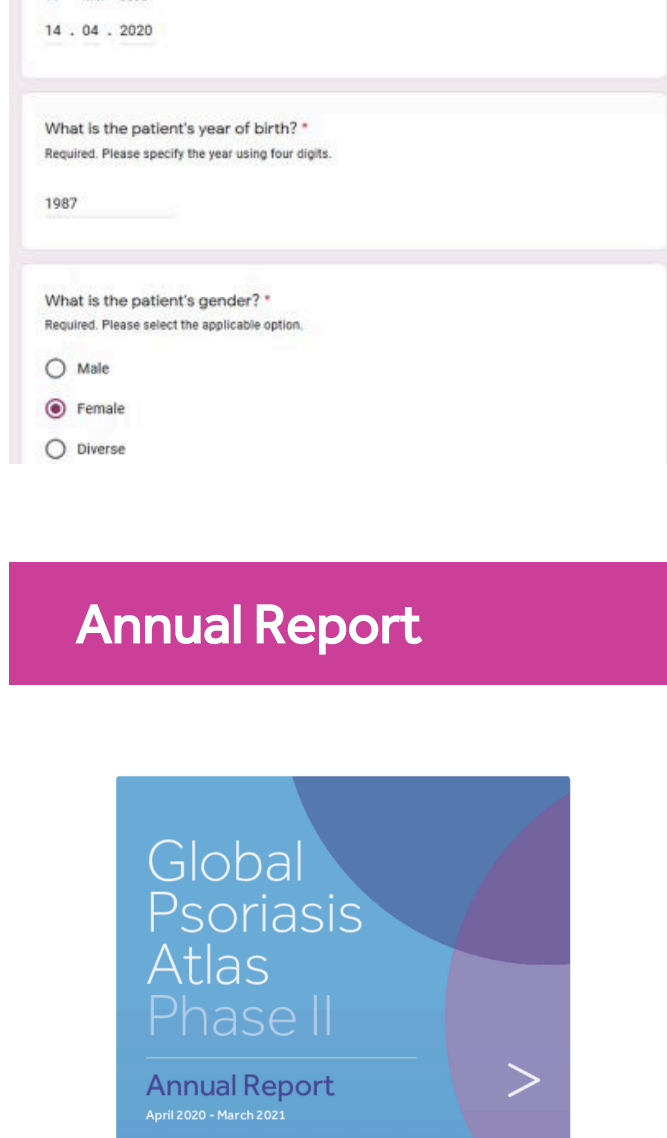 14 . 04 . 2020
What is the patient's year of birth? *
Required. Please specify the year using four digits.
1987
What is the patient's gender? *
Required. Please select the applicable option.
Male
Female
Diverse
Annual Report
Global
Psoriasis
Atlas
Phase II
Annual Report
April 2020 - March 2021
>